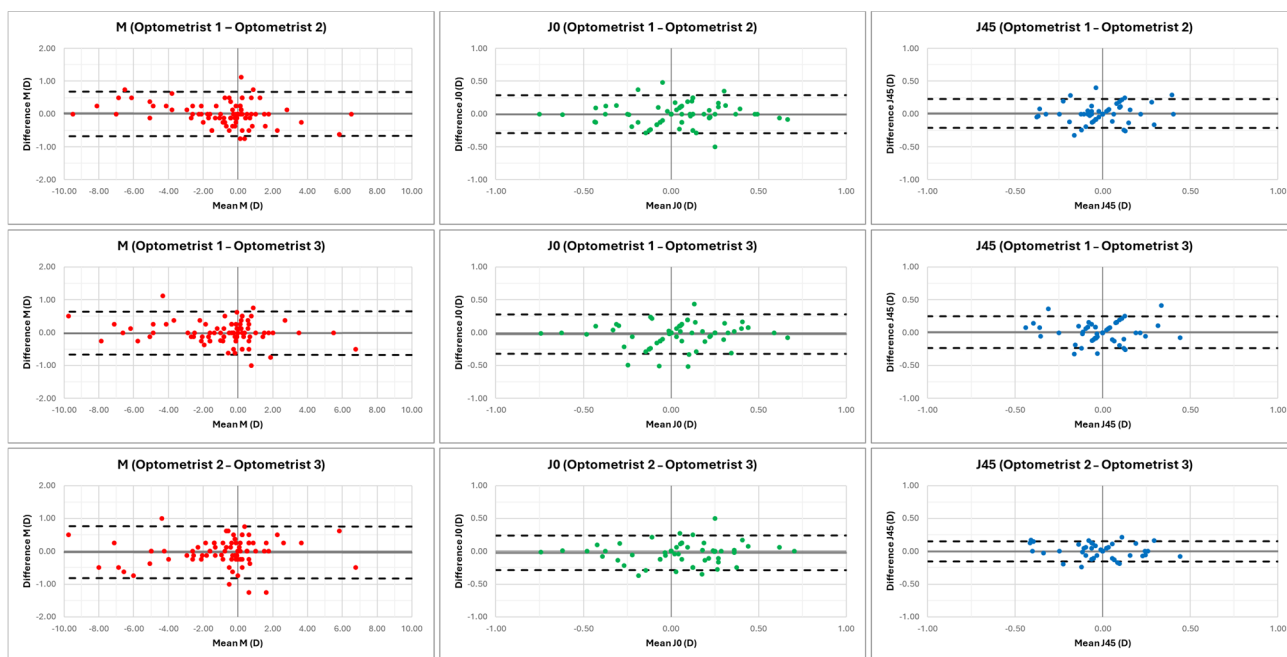 M (Optometrist 1 – Optometrist 2)
2.00
1.00
0.00
-1.00
-2.00
-10.00 -8.00 -6.00 -4.00 -2.00 0.00 2.00 4.00 6.00 8.00 10.00
Difference M (D)
Mean M (D)
J0 (Optometrist 1 – Optometrist 2)
1.00
0.50
0.00
-0.50
-1.00
-1.00 -0.50 0.00 0.50 1.00
Difference J0 (D)
Mean J0 (D)
J45 (Optometrist 1 – Optometrist 2)
1.00
0.50
0.00
-0.50
-1.00
-1.00 -0.50 0.00 0.50 1.00
Difference J45 (D)
Mean J45 (D)
M (Optometrist 1 – Optometrist 3)
2.00
1.00
0.00
-1.00
-2.00
-10.00 -8.00 -6.00 -4.00 -2.00 0.00 2.00 4.00 6.00 8.00 10.00
Difference M (D)
Mean M (D)
J0 (Optometrist 1 – Optometrist 3)
1.00
0.50
0.00
-0.50
-1.00
-1.00 -0.50 0.00 0.50 1.00
Difference J0 (D)
Mean J0 (D)
J45 (Optometrist 1 – Optometrist 3)
1.00
0.50
0.00
-0.50
-1.00
-1.00 -0.50 0.00 0.50 1.00
Difference J45 (D)
Mean J45 (D)
M (Optometrist 2 – Optometrist 3)
2.00
1.00
0.00
-1.00
-2.00
-10.00 -8.00 -6.00 -4.00 -2.00 0.00 2.00 4.00 6.00 8.00 10.00
Difference M (D)
Mean M (D)
J0 (Optometrist 2 – Optometrist 3)
1.00
0.50
0.00
-0.50
-1.00
-1.00 -0.50 0.00 0.50 1.00
Difference J0 (D)
Mean J0 (D)
J45 (Optometrist 2 – Optometrist 3)
1.00
0.50
0.00
-0.50
-1.00
-1.00 -0.50 0.00 0.50 1.00
Difference J45 (D)
Mean J45 (D)